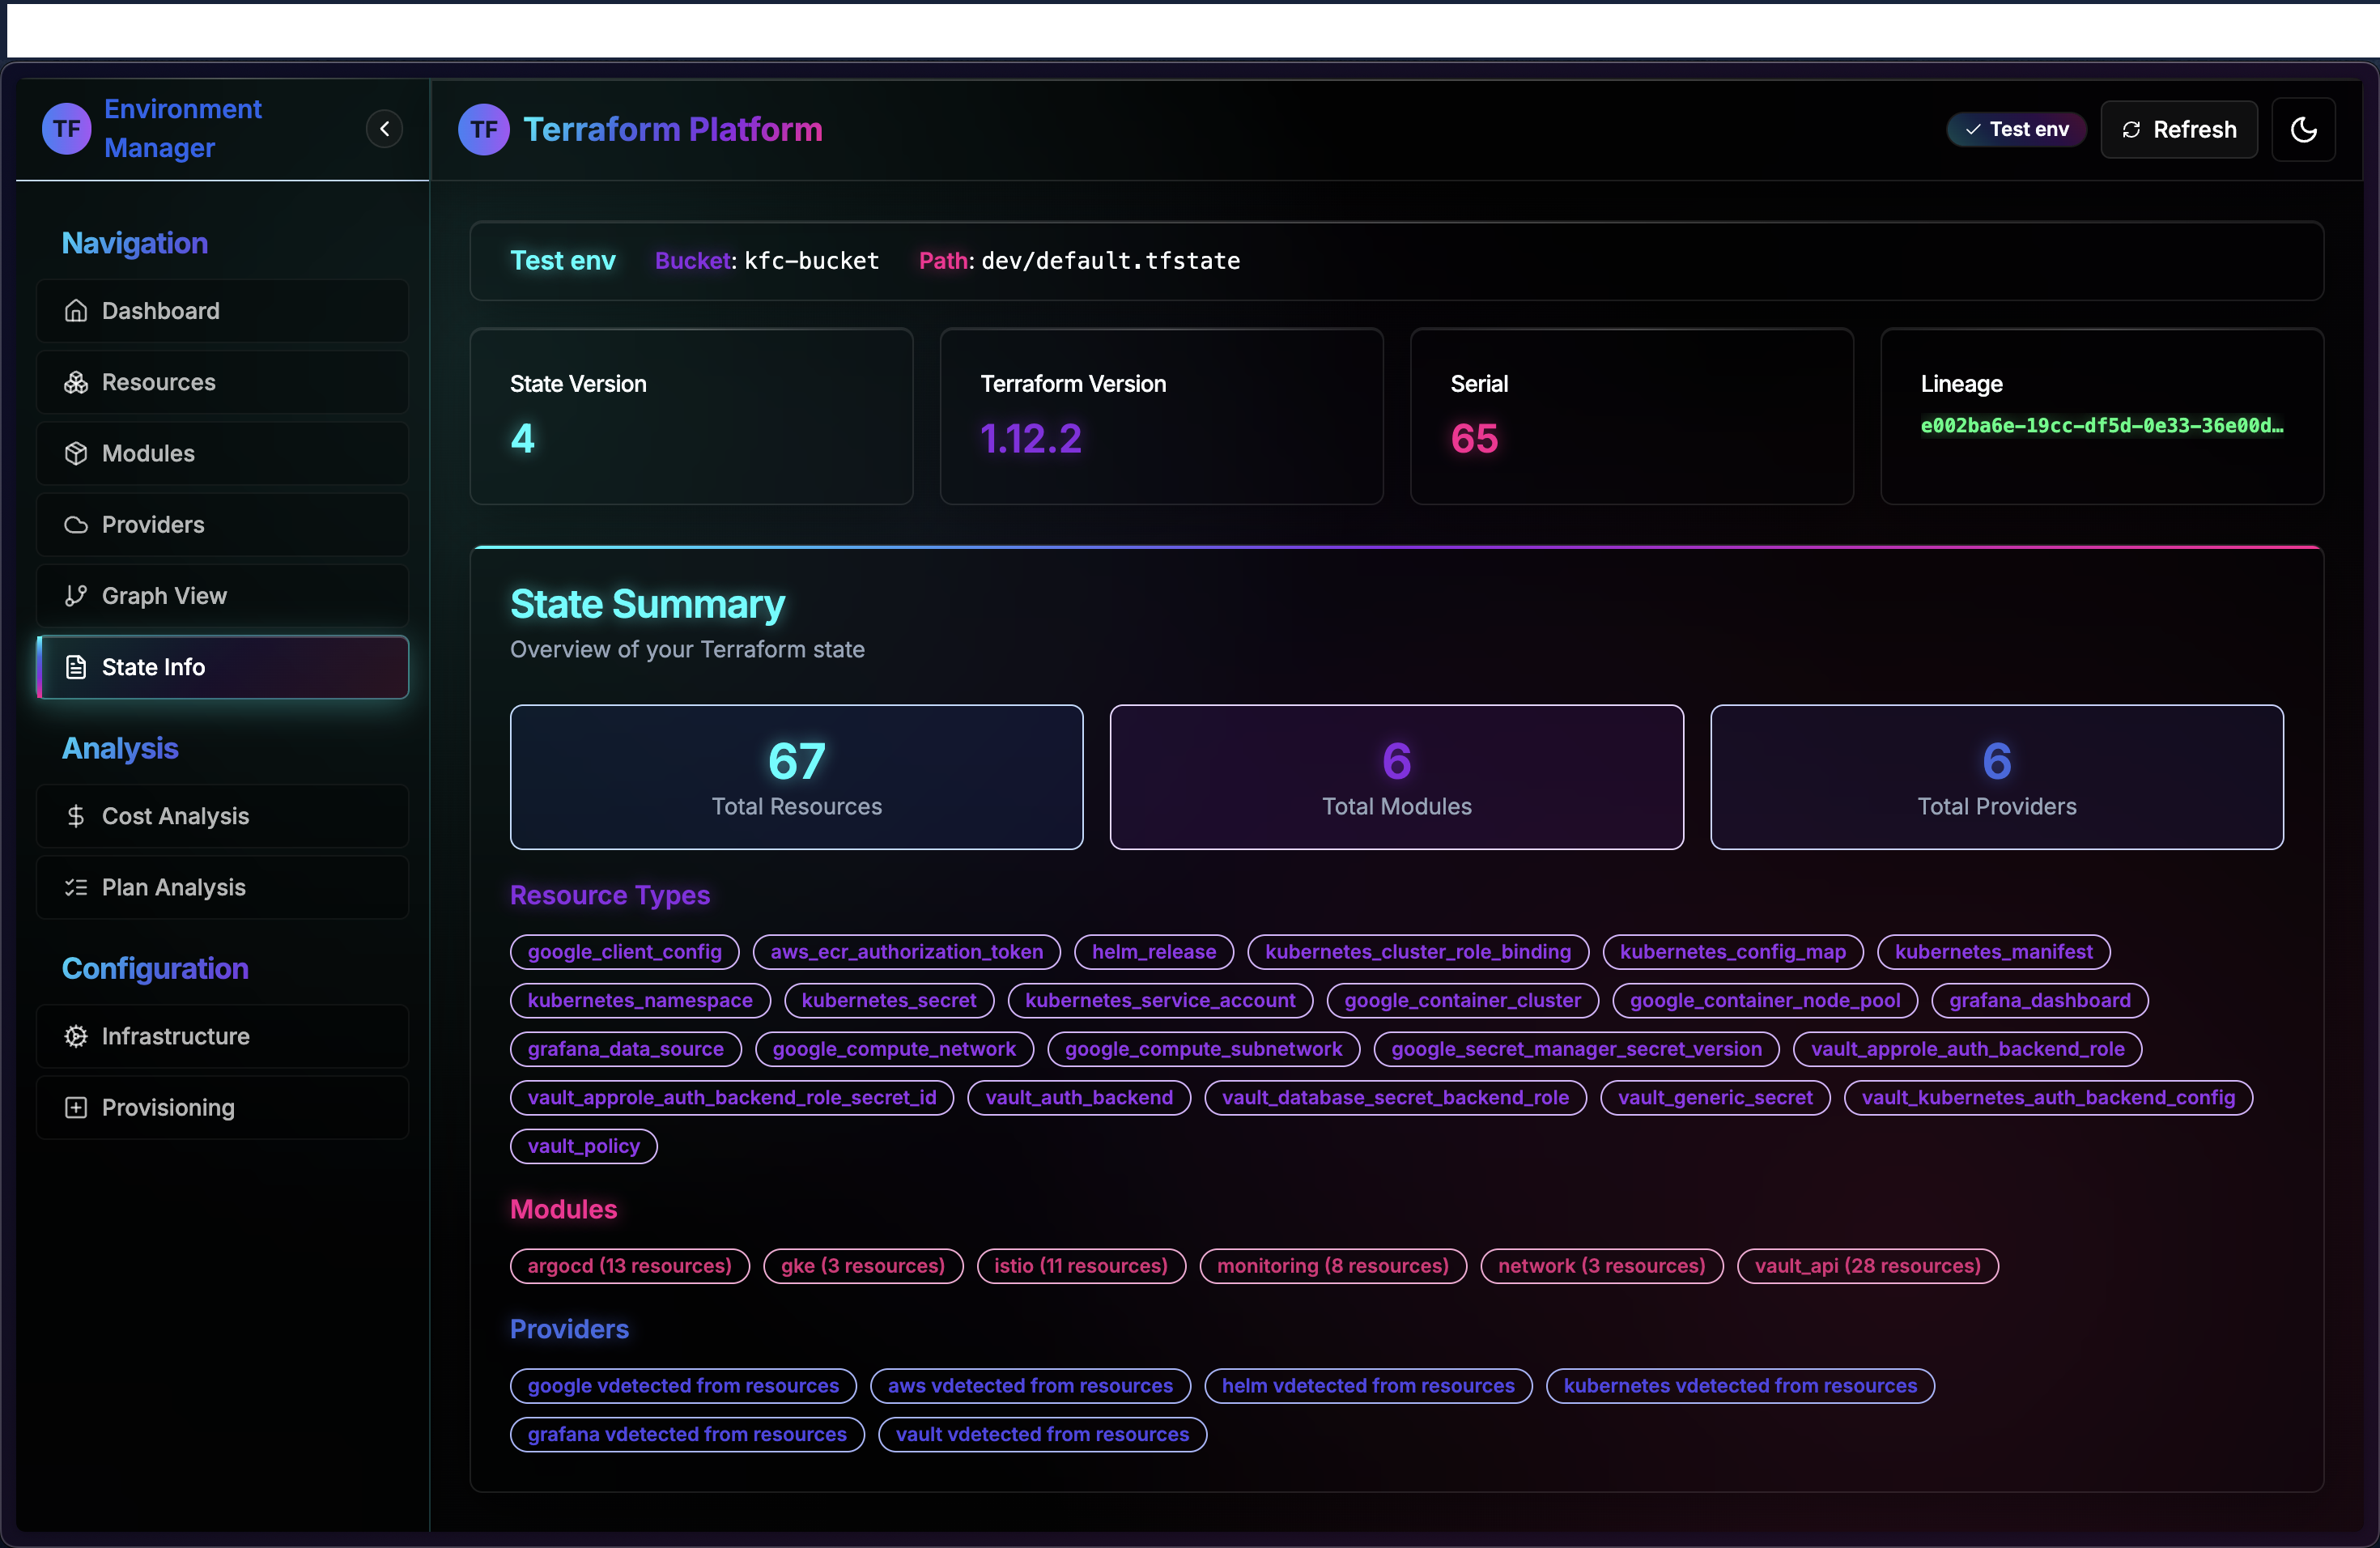 TF
Environment
Manager
Navigation
Dashboard
Resources
Modules
Providers
Graph View
State Info
Analysis
Cost Analysis
Plan Analysis
Configuration
Infrastructure
Provisioning
TF Terraform Platform
Test env
Refresh
Test env Bucket: kfc-bucket Path: dev/default.tfstate
State Version
4
Terraform Version
1.12.2
Serial
65
Lineage
e002ba6e-19cc-df5d-0e33-36e00d…
State Summary
Overview of your Terraform state
67
Total Resources
6
Total Modules
6
Total Providers
Resource Types
google_client_config aws_ecr_authorization_token helm_release kubernetes_cluster_role_binding kubernetes_config_map kubernetes_manifest
kubernetes_namespace kubernetes_secret kubernetes_service_account google_container_cluster google_container_node_pool grafana_dashboard
grafana_data_source google_compute_network google_compute_subnetwork google_secret_manager_secret_version vault_approle_auth_backend_role
vault_approle_auth_backend_role_secret_id vault_auth_backend vault_database_secret_backend_role vault_generic_secret vault_kubernetes_auth_backend_config
vault_policy
Modules
argocd (13 resources) gke (3 resources) istio (11 resources) monitoring (8 resources) network (3 resources) vault_api (28 resources)
Providers
google vdetected from resources aws vdetected from resources helm vdetected from resources kubernetes vdetected from resources
grafana vdetected from resources vault vdetected from resources